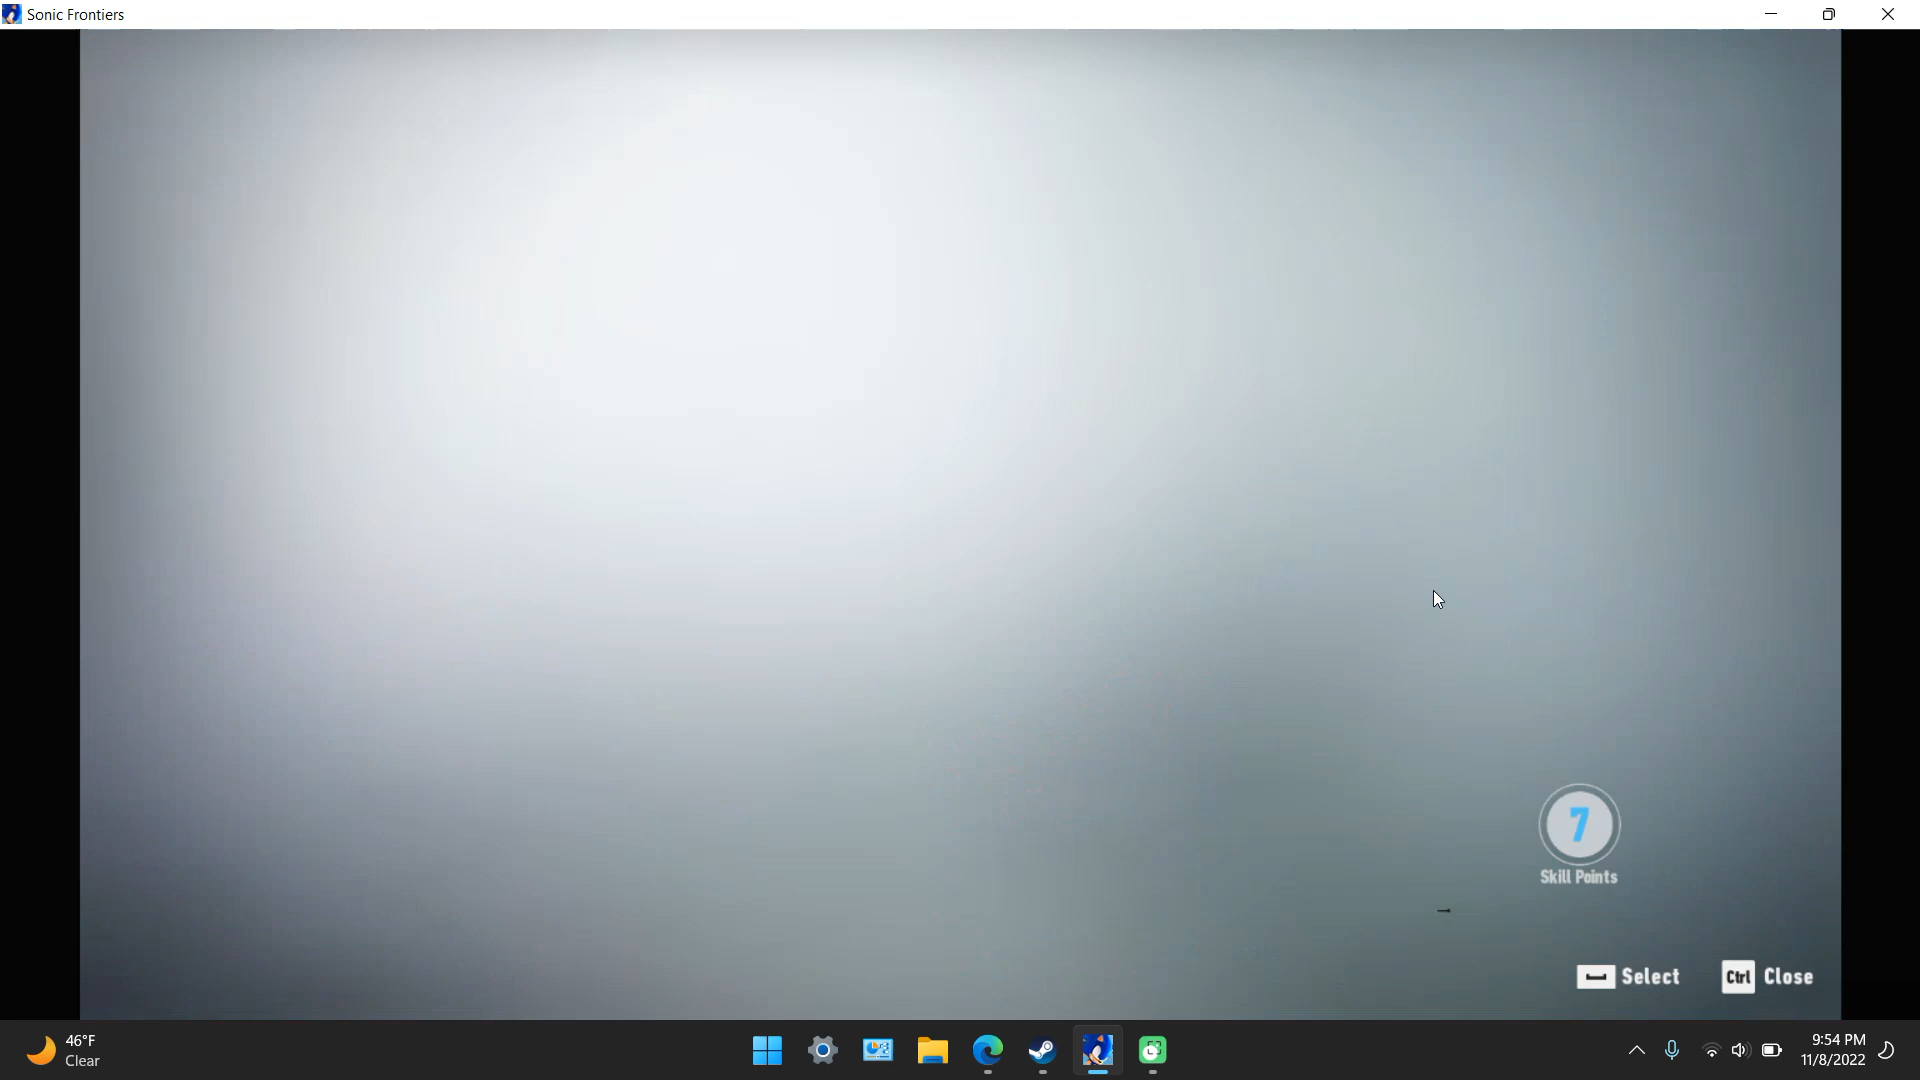 Sonic Frontiers
7
Skill Points
Select
Ctrl Close
46°F
Clear
9:54 PM
11/8/2022